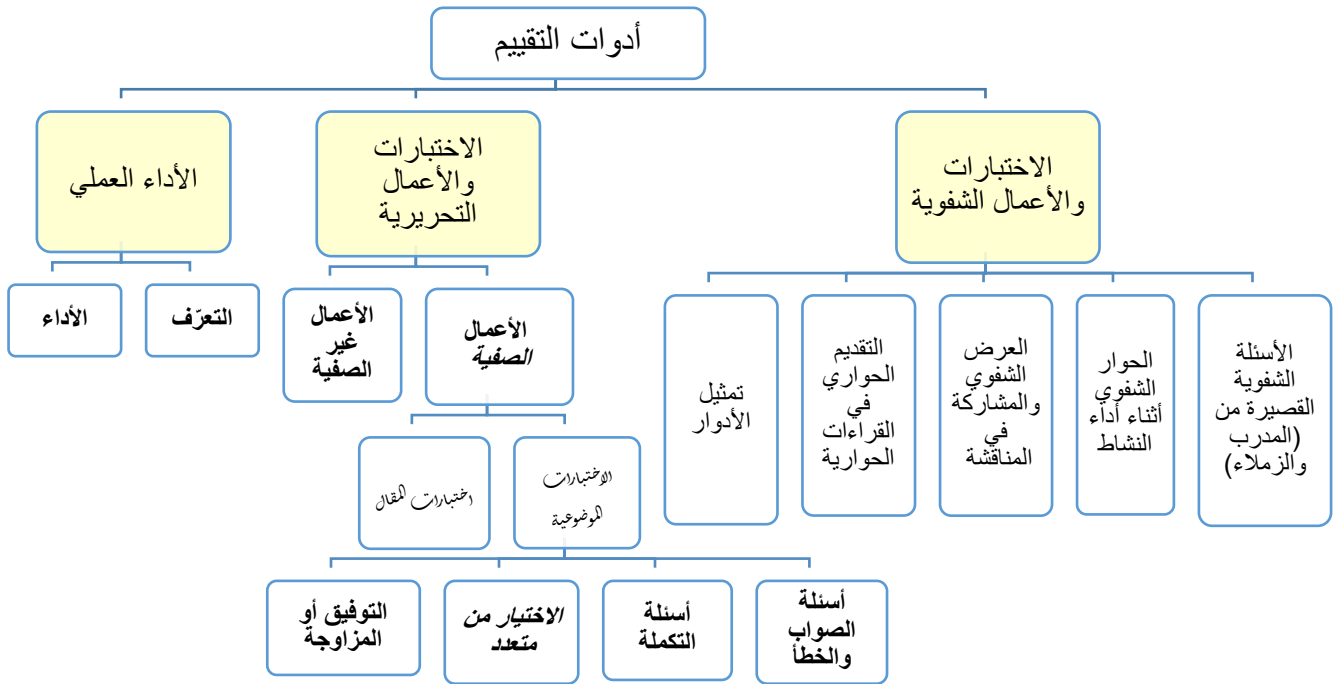 أدوات التقييم
الاختبارات
والأعمال الشفوية
الاختبارات
والأعمال
التحريرية
الأداء العملي
الأسئلة
الشفوية
القصيرة من
(المدرب
والزملاء)
الحوار
الشفوي
أثناء أداء
النشاط
العرض
الشفوي
والمشاركة
في
المناقشة
التقديم
الحواري
في
القراءات
الحوارية
تمثيل
الأدوار
الأعمال
الصفية
الأعمال
غير
الصفية
التعرّف
الأداء
الاختبارات
الموضوعية
اختبارات المقال
أسئلة
الصواب
والخطأ
أسئلة
التكملة
الاختيار من
متعدد
التوفيق أو
المزاوجة